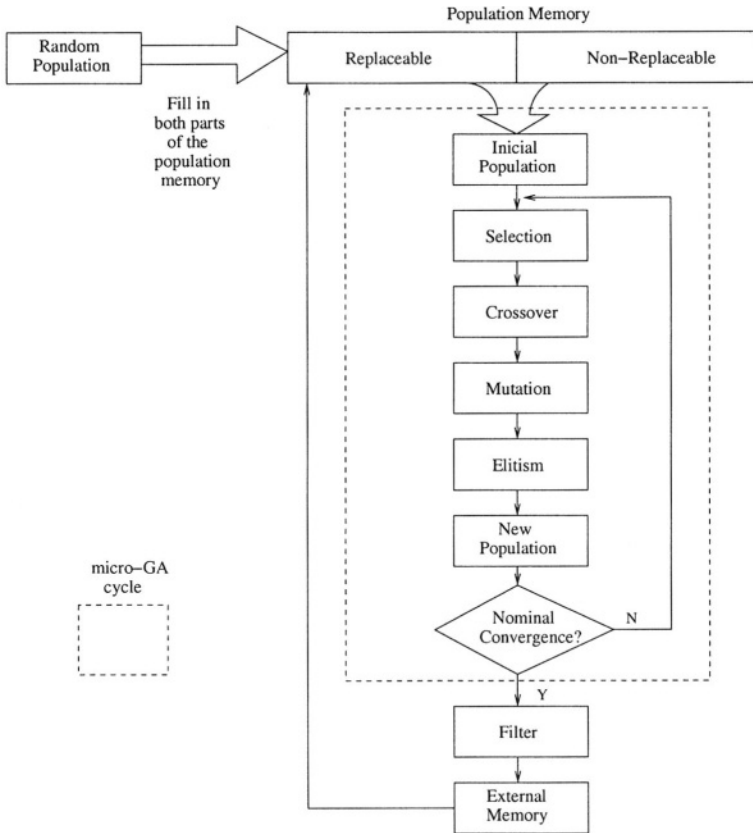 Population Memory
Random
Population
Replaceable
Non-Replaceable
Fill in
both parts
of the
population
memory
Inicial
Population
Selection
Crossover
Mutation
Elitism
New
Population
micro-GA
cycle
Nominal
Convergence?
N
Y
Filter
External
Memory